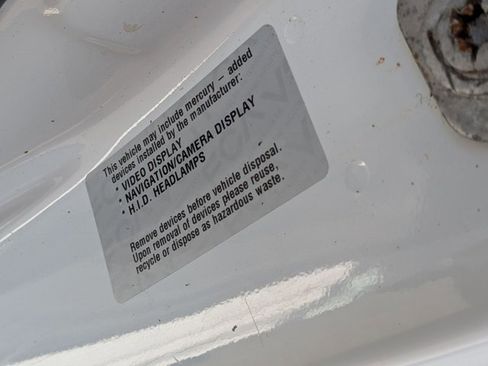 This vehicle may include mercury – added
devices installed by the manufacturer:
• VIDEO DISPLAY
• NAVIGATION/CAMERA DISPLAY
• H.I.D. HEADLAMPS
Remove devices before vehicle disposal.
Upon removal of devices please reuse,
recycle or dispose as hazardous waste.